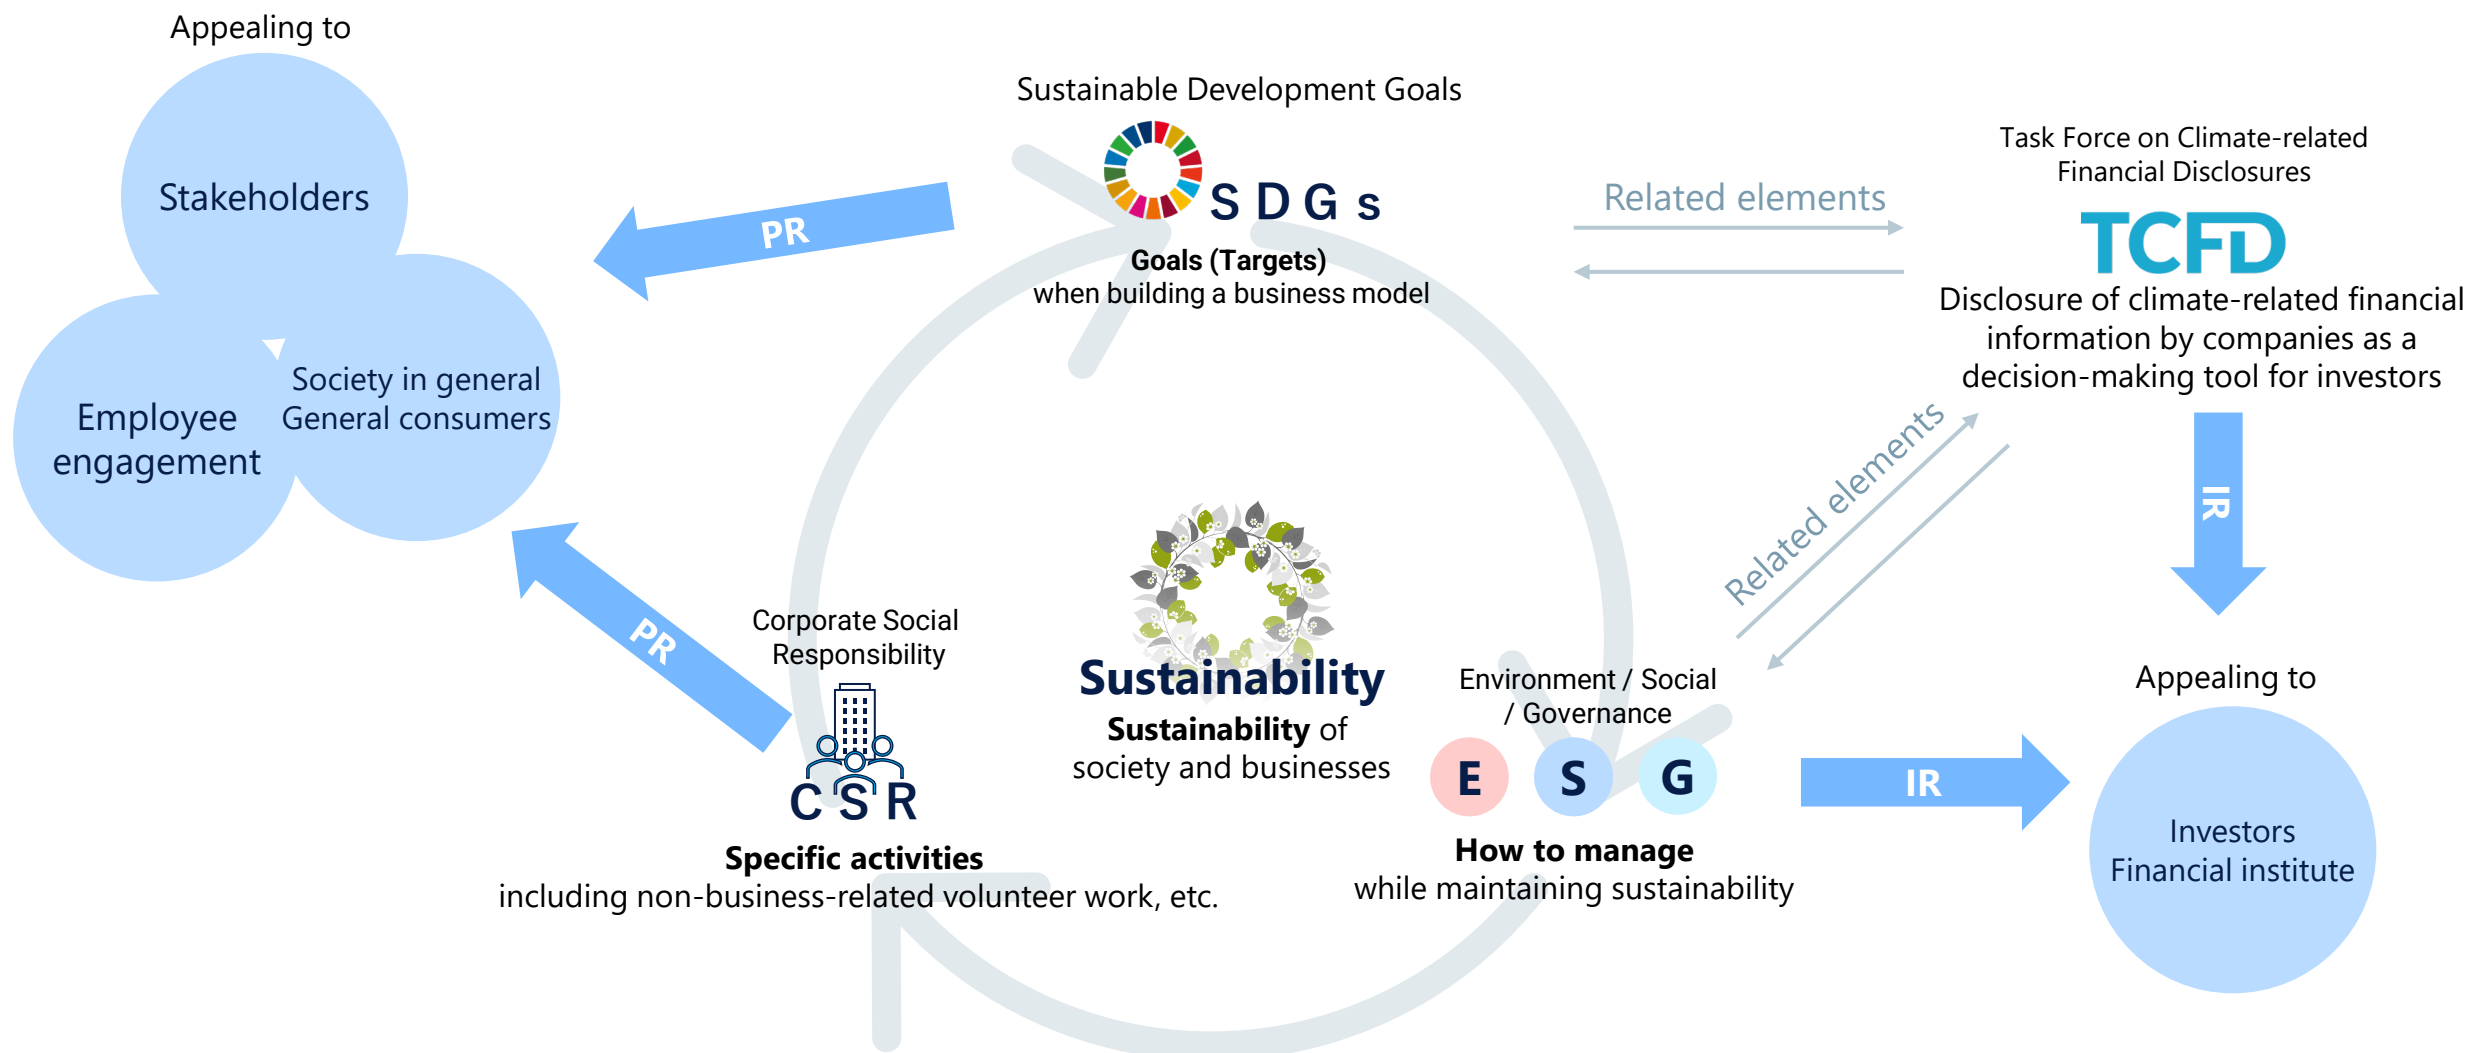 Appealing to
Stakeholders
Society in general
General consumers
Employee
engagement
PR
PR
Sustainable Development Goals
SDGs
Goals (Targets)
when building a business model
Related elements
Task Force on Climate-related
Financial Disclosures
TCFD
Disclosure of climate-related financial
information by companies as a
decision-making tool for investors
Related elements
IR
Corporate Social
Responsibility
CSR
Specific activities
including non-business-related volunteer work, etc.
Sustainability
Sustainability of
society and businesses
Environment / Social
/ Governance
E S G
How to manage
while maintaining sustainability
IR
Appealing to
Investors
Financial institute